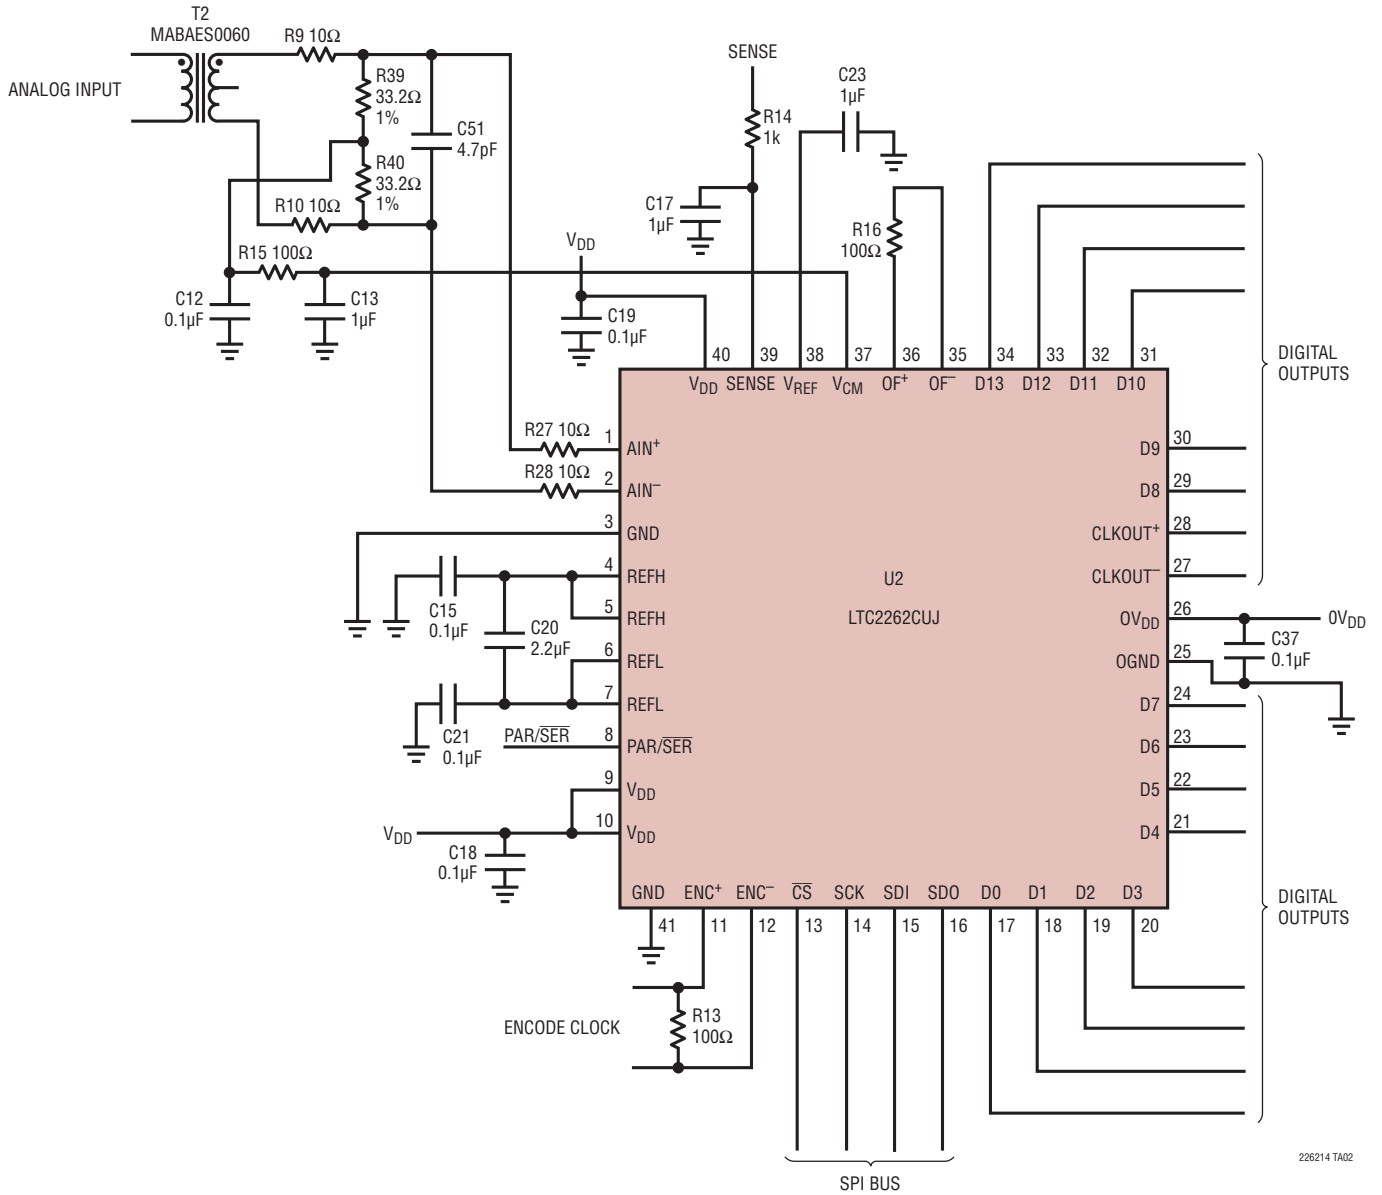 T2
MABAES0060
ANALOG INPUT
R9 10Ω
R39
33.2Ω
1%
C51
4.7pF
R40
33.2Ω
1%
R10 10Ω
R15 100Ω
C12
0.1µF
C13
1µF
SENSE
R14
1k
C17
1µF
C23
1µF
R16
100Ω
VDD
C19
0.1µF
40
39
38
37
36
35
34
33
32
31
VDD
SENSE
VREF
VCM
OF+
OF–
D13
D12
D11
D10
DIGITAL
OUTPUTS
R27 10Ω
1
AIN+
R28 10Ω
2
AIN–
3
GND
4
REFH
5
REFH
6
REFL
7
REFL
PAR/S̅E̅R̅
8
PAR/S̅E̅R̅
9
VDD
VDD
10
VDD
C15
0.1µF
C20
2.2µF
C21
0.1µF
C18
0.1µF
U2
LTC2262CUJ
D9
30
D8
29
CLKOUT+
28
CLKOUT–
27
OVDD
26
0VDD
OGND
25
C37
0.1µF
D7
24
D6
23
D5
22
D4
21
GND
ENC+
ENC–
C̅S̅
SCK
SDI
SDO
D0
D1
D2
D3
41
11
12
13
14
15
16
17
18
19
20
DIGITAL
OUTPUTS
ENCODE CLOCK
R13
100Ω
SPI BUS
226214 TA02